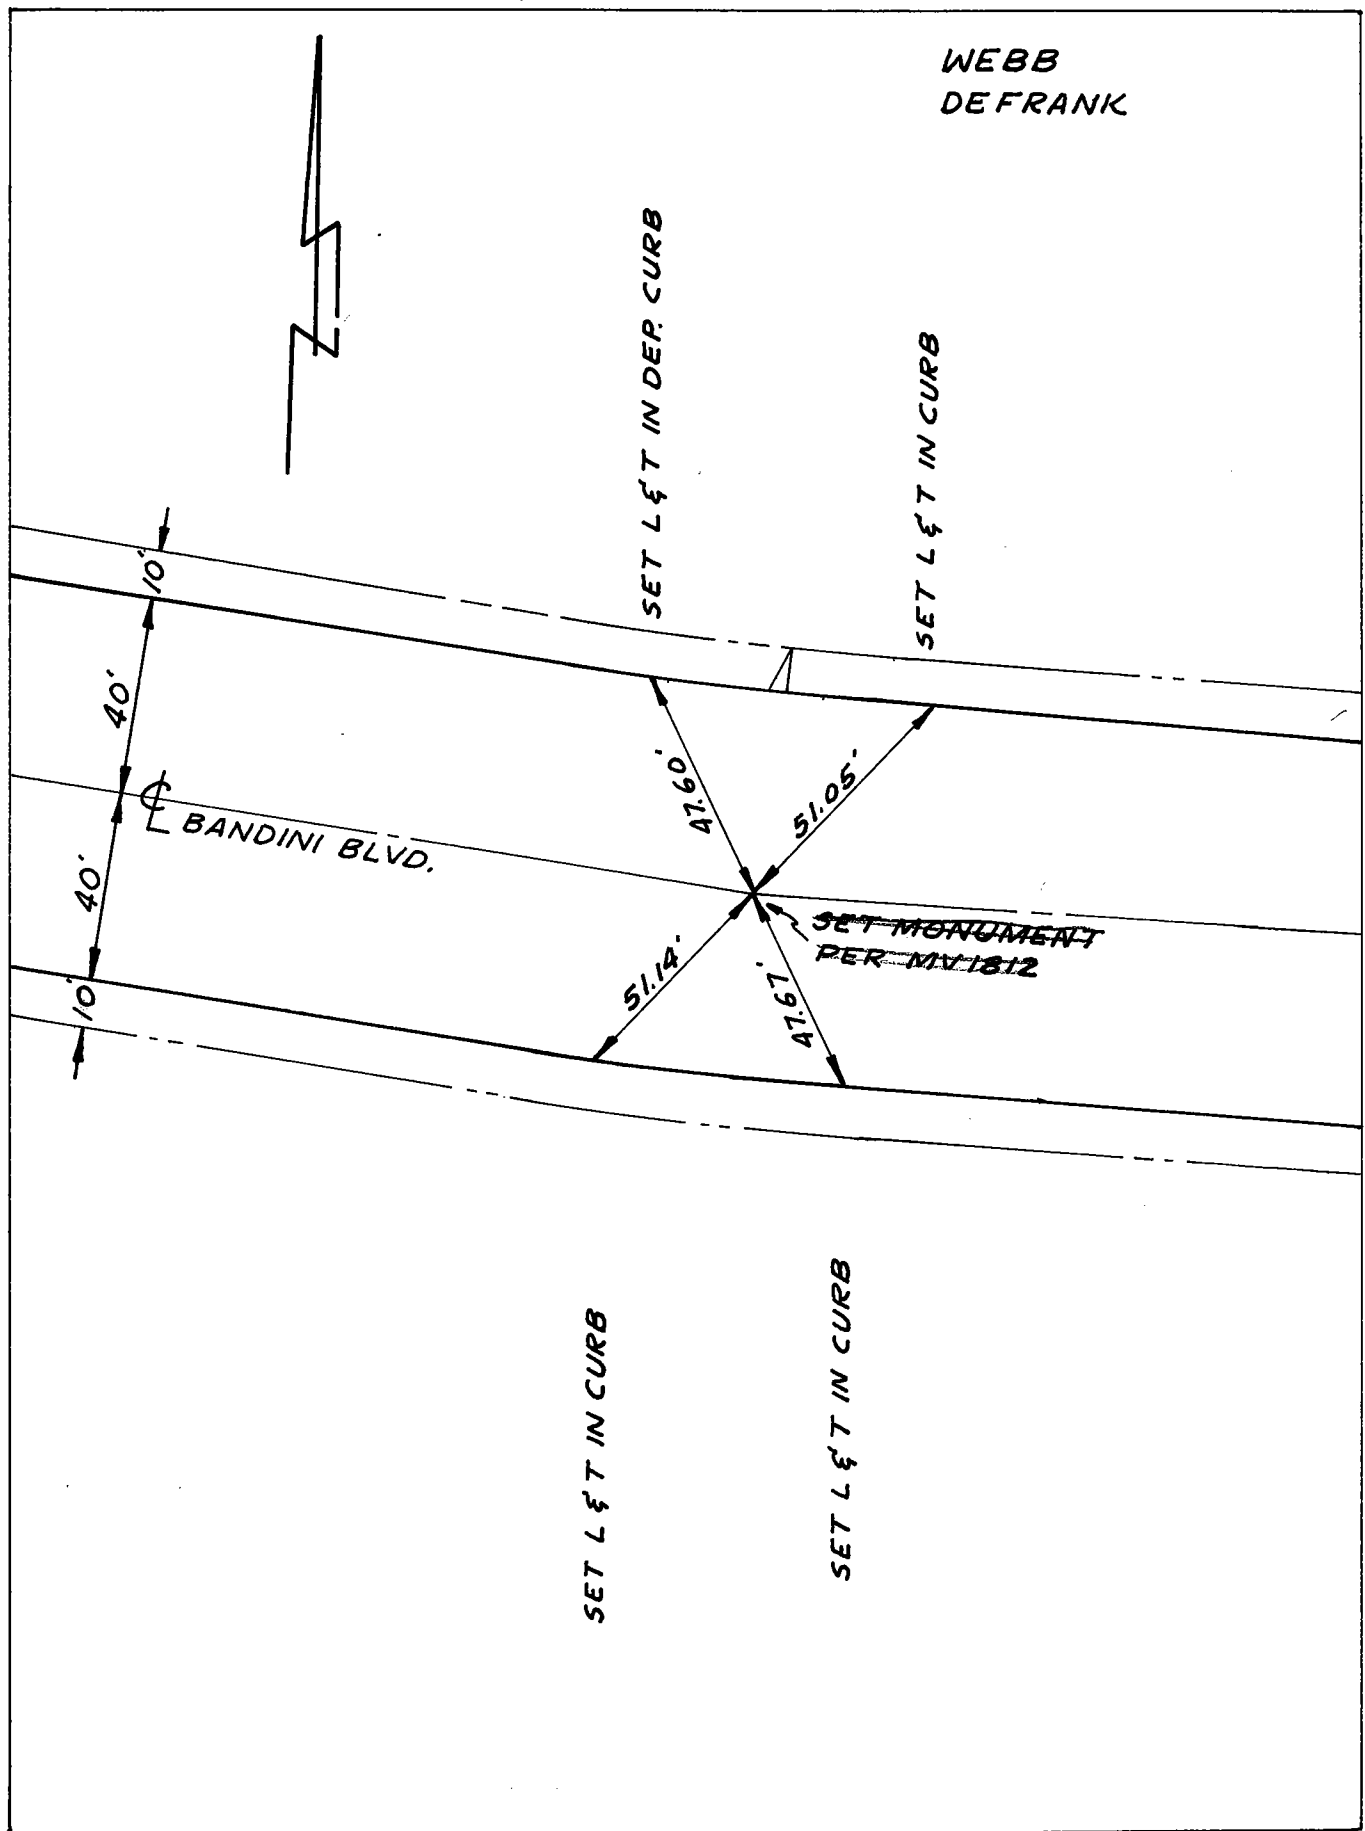 WEBB
DEFRANK
SET L & T IN DEP. CURB
SET L & T IN CURB
10'
40'
40'
10'
℄ BANDINI BLVD.
47.60'
51.05'
51.14'
47.67'
SET MONUMENT
PER MV1812
SET L & T IN CURB
SET L & T IN CURB